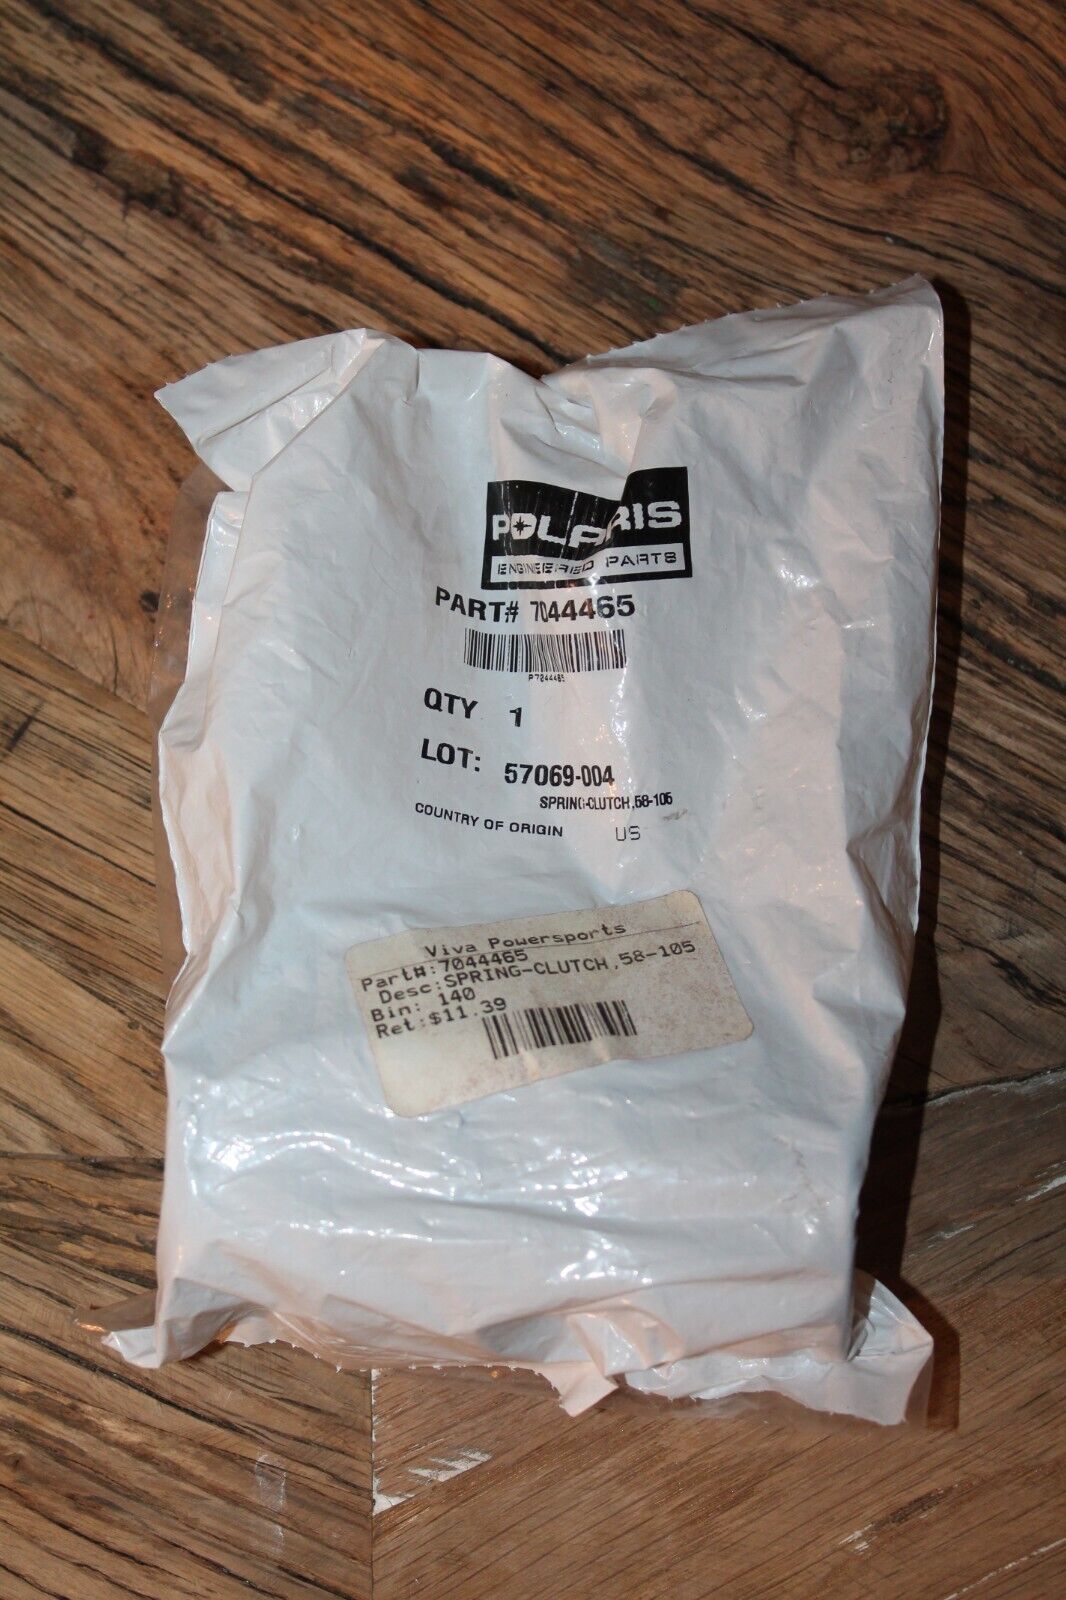 POLARIS
ENGINEERED PARTS
PART# 7044465
P7044465
QTY 1
LOT: 57069-004
SPRING-CLUTCH,58-105
COUNTRY OF ORIGIN US
Viva Powersports
Part#:7044465
Desc:SPRING-CLUTCH,58-105
Bin: 140
Ret:$11.39